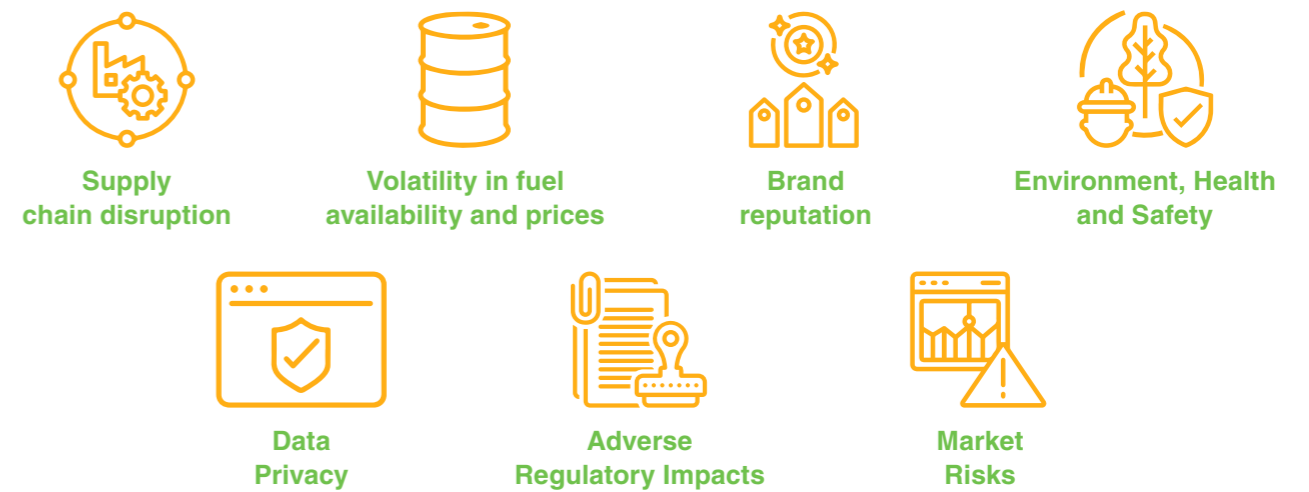 Supply
chain disruption
Volatility in fuel
availability and prices
Brand
reputation
Environment, Health
and Safety
Data
Privacy
Adverse
Regulatory Impacts
Market
Risks